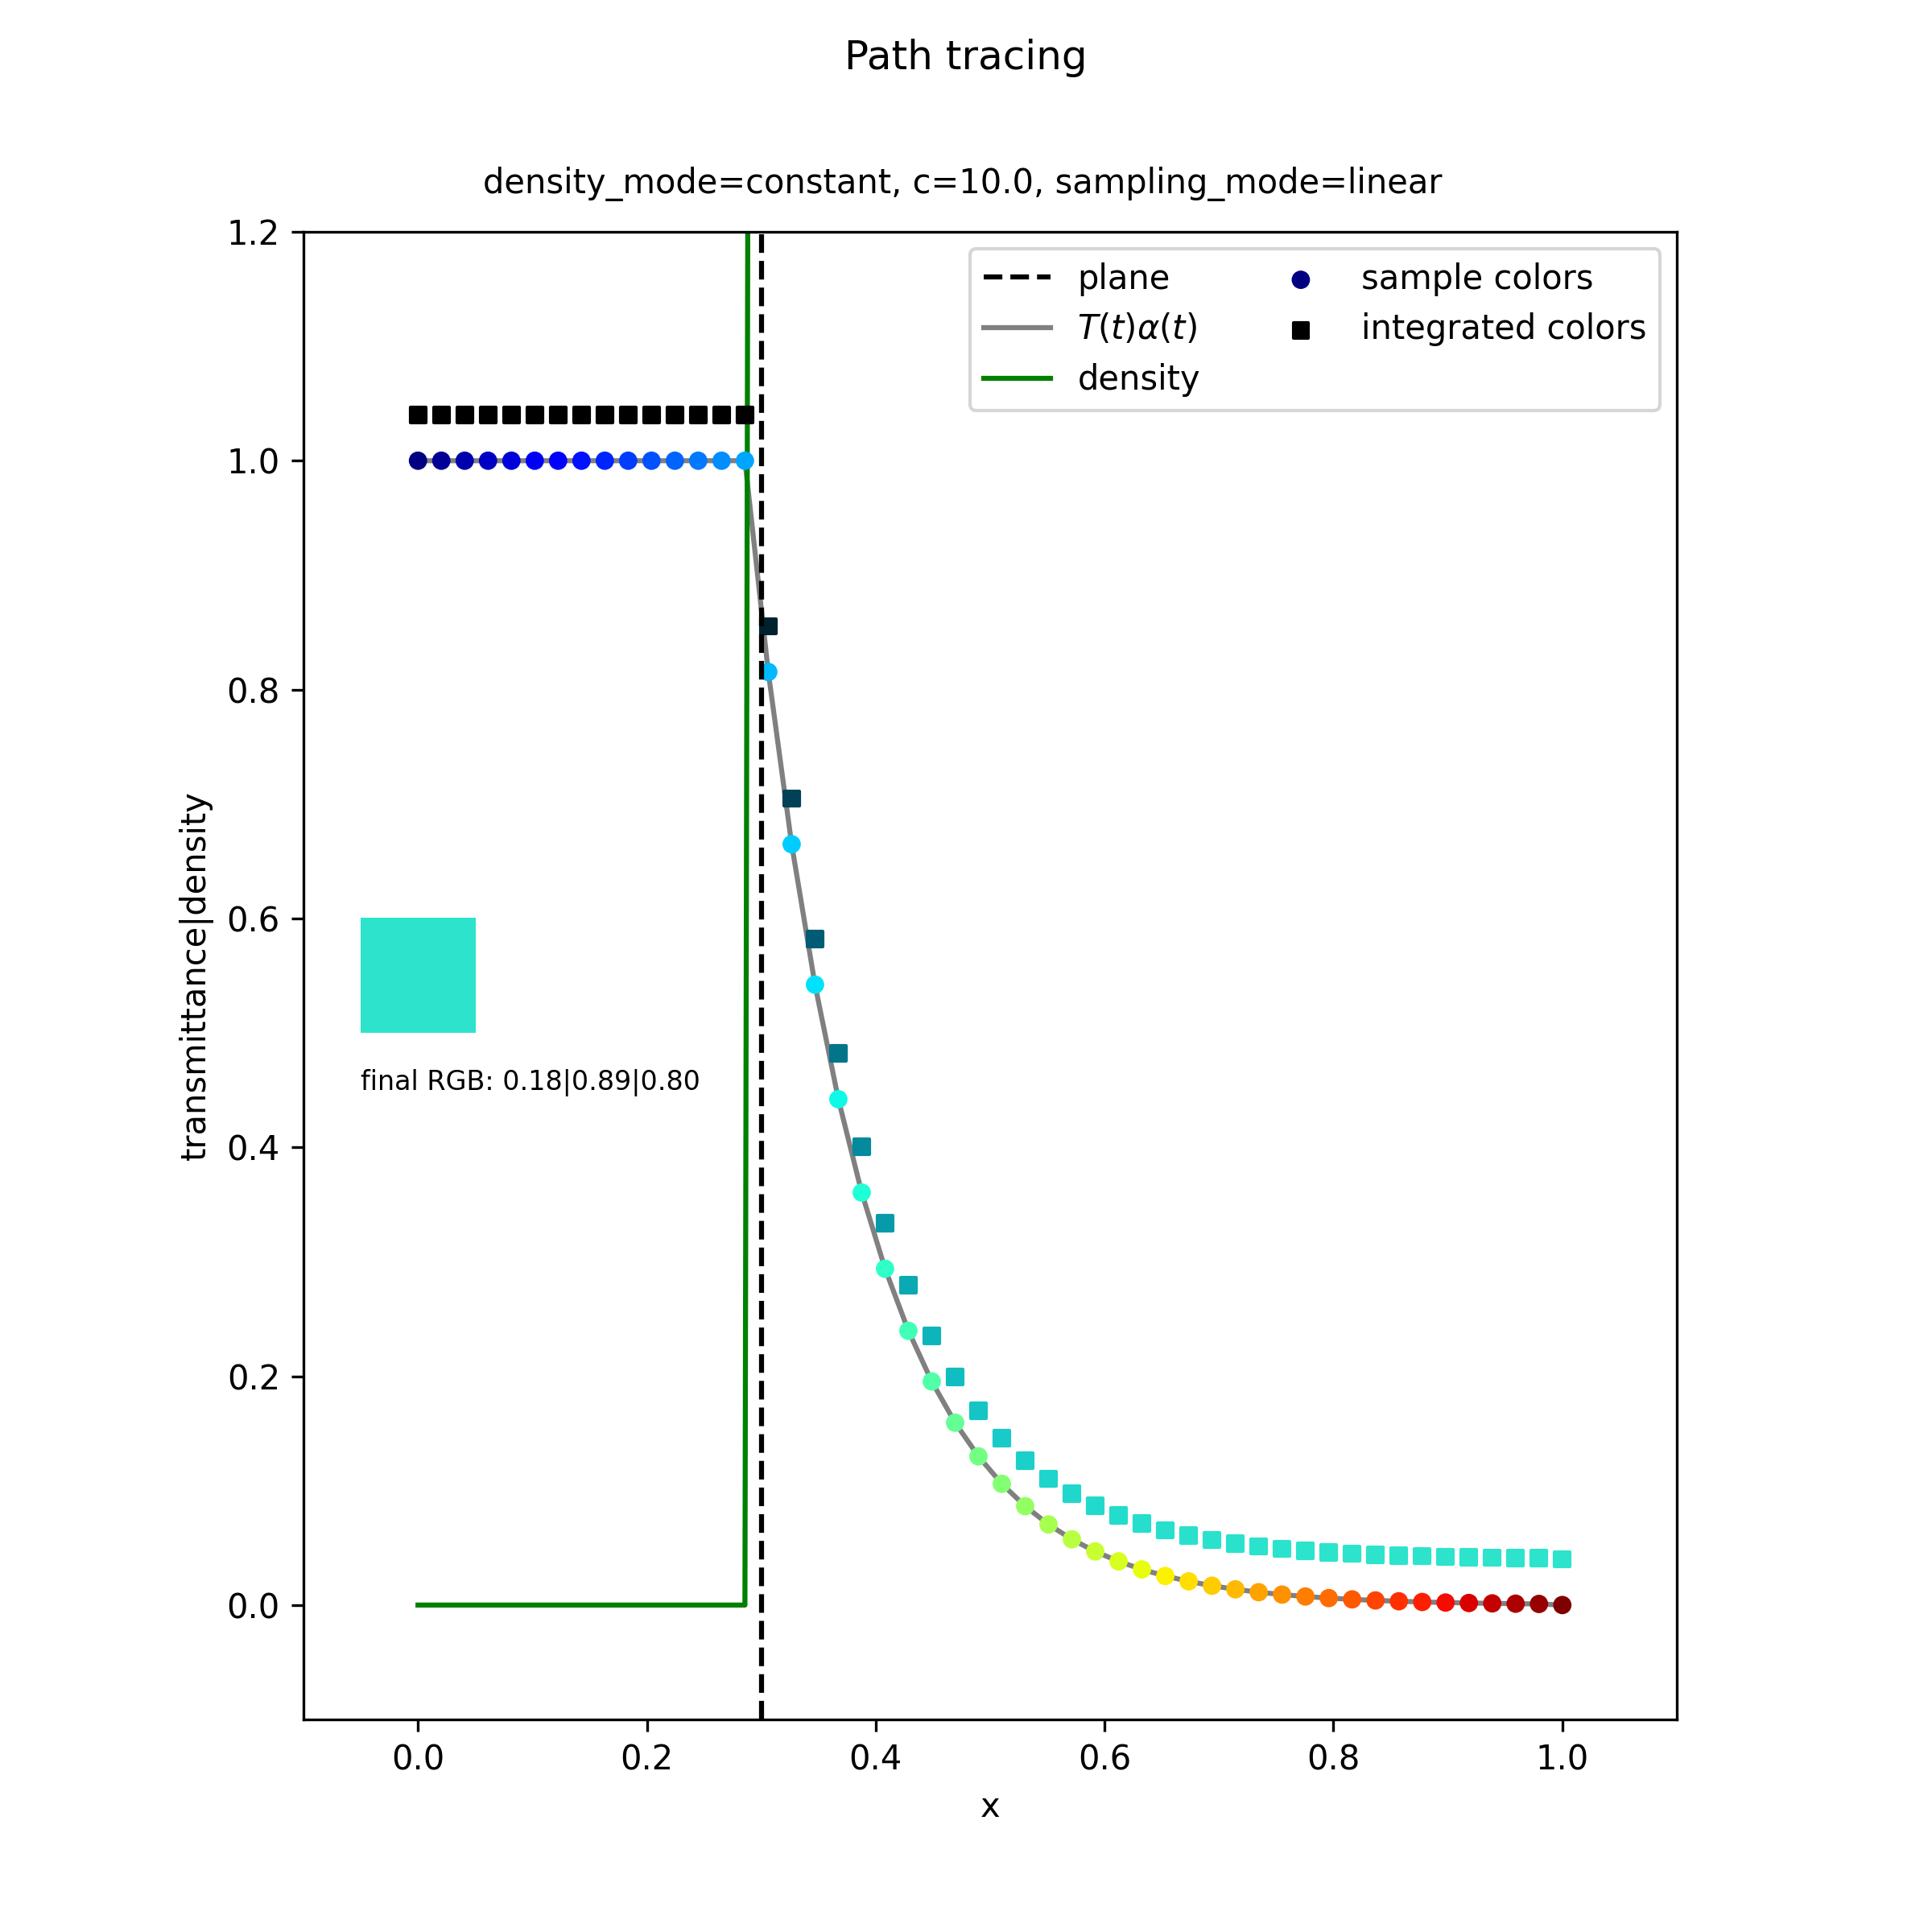 Path tracing
density_mode=constant, c=10.0, sampling_mode=linear
1.2
1.0
0.8
0.6
0.4
0.2
0.0
transmittance|density
plane
T(t)α(t)
density
sample colors
integrated colors
final RGB: 0.18|0.89|0.80
0.0 0.2 0.4 0.6 0.8 1.0
x